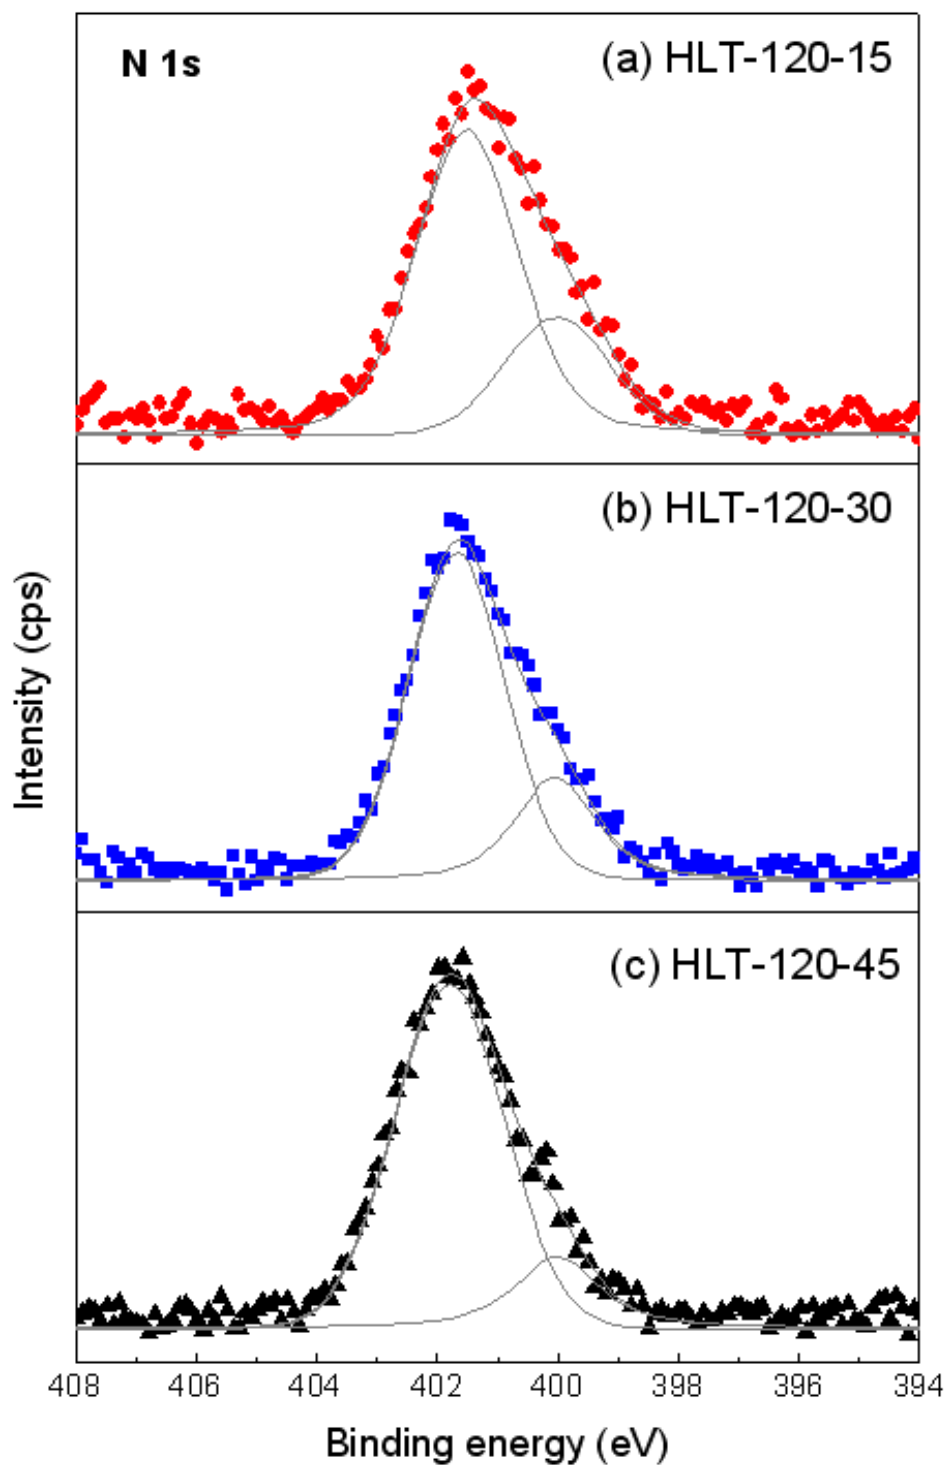 N 1s
(a) HLT-120-15
(b) HLT-120-30
(c) HLT-120-45
Intensity (cps)
408 406 404 402 400 398 396 394
Binding energy (eV)